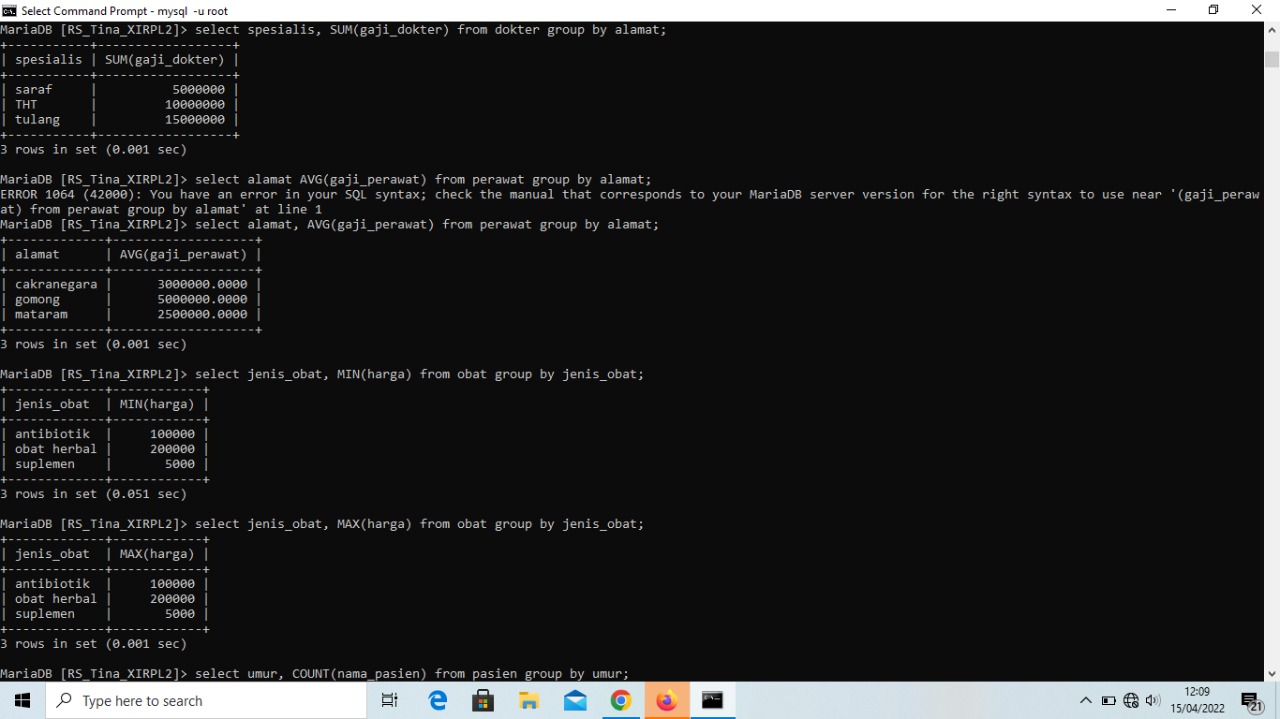 Select Command Prompt - mysql -u root
MariaDB [RS_Tina_XIRPL2]> select spesialis, SUM(gaji_dokter) from dokter group by alamat;
+-----------+------------------+
| spesialis | SUM(gaji_dokter) |
+-----------+------------------+
| saraf     |          5000000 |
| THT       |         10000000 |
| tulang    |         15000000 |
+-----------+------------------+
3 rows in set (0.001 sec)
MariaDB [RS_Tina_XIRPL2]> select alamat AVG(gaji_perawat) from perawat group by alamat;
ERROR 1064 (42000): You have an error in your SQL syntax; check the manual that corresponds to your MariaDB server version for the right syntax to use near '(gaji_peraw
at) from perawat group by alamat' at line 1
MariaDB [RS_Tina_XIRPL2]> select alamat, AVG(gaji_perawat) from perawat group by alamat;
+-------------+-------------------+
| alamat      | AVG(gaji_perawat) |
+-------------+-------------------+
| cakranegara |      3000000.0000 |
| gomong      |      5000000.0000 |
| mataram     |      2500000.0000 |
+-------------+-------------------+
3 rows in set (0.001 sec)
MariaDB [RS_Tina_XIRPL2]> select jenis_obat, MIN(harga) from obat group by jenis_obat;
+-------------+------------+
| jenis_obat  | MIN(harga) |
+-------------+------------+
| antibiotik  |     100000 |
| obat herbal |     200000 |
| suplemen    |       5000 |
+-------------+------------+
3 rows in set (0.051 sec)
MariaDB [RS_Tina_XIRPL2]> select jenis_obat, MAX(harga) from obat group by jenis_obat;
+-------------+------------+
| jenis_obat  | MAX(harga) |
+-------------+------------+
| antibiotik  |     100000 |
| obat herbal |     200000 |
| suplemen    |       5000 |
+-------------+------------+
3 rows in set (0.001 sec)
MariaDB [RS_Tina_XIRPL2]> select umur, COUNT(nama_pasien) from pasien group by umur;
Type here to search
12:09
15/04/2022
21